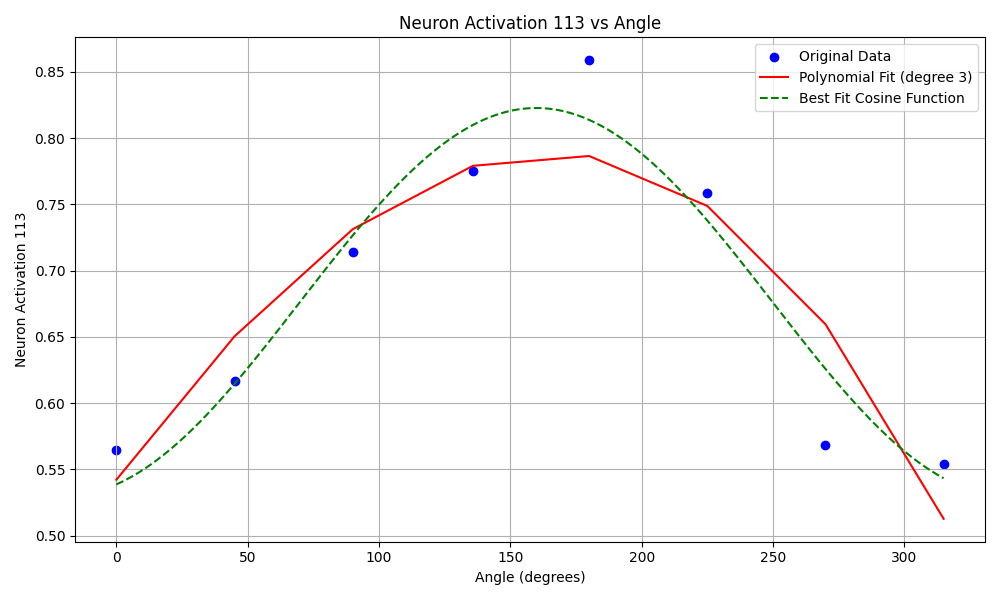 Neuron Activation 113 vs Angle
Original Data
Polynomial Fit (degree 3)
Best Fit Cosine Function
Neuron Activation 113
0.85
0.80
0.75
0.70
0.65
0.60
0.55
0.50
0
50
100
150
200
250
300
Angle (degrees)